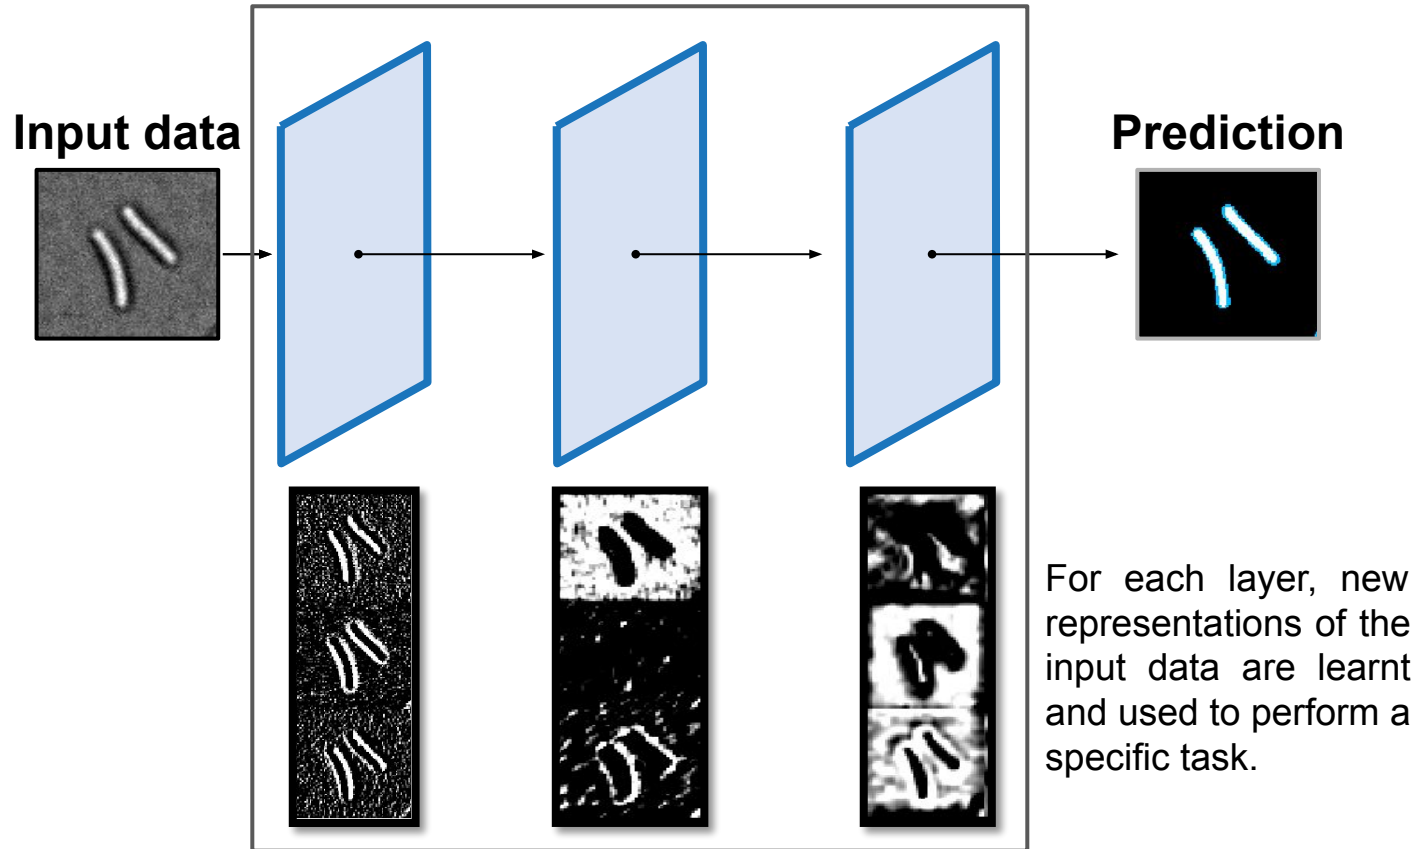 Input data
Prediction
For each layer, new
representations of the
input data are learnt
and used to perform a
specific task.